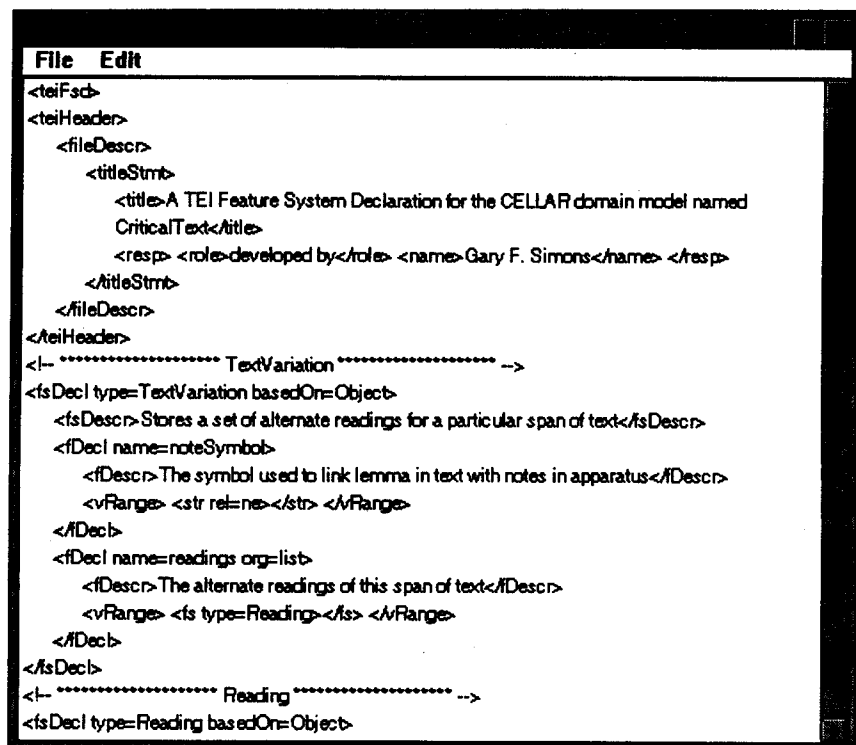 File Edit
<teiFsd>
<teiHeader>
<fileDescr>
<titleStmt>
<title>A TEI Feature System Declaration for the CELLAR domain model named
CriticalText</title>
<resp> <role>developed by</role> <name>Gary F. Simons</name> </resp>
</titleStmt>
</fileDescr>
</teiHeader>
<!-- ********************* TextVariation ********************* -->
<fsDecl type=TextVariation basedOn=Object>
<fsDescr>Stores a set of alternate readings for a particular span of text</fsDescr>
<fDecl name=noteSymbol>
<fDescr>The symbol used to link lemma in text with notes in apparatus</fDescr>
<vRange> <str rel=ne></str> </vRange>
</fDecl>
<fDecl name=readings org=list>
<fDescr>The alternate readings of this span of text</fDescr>
<vRange> <fs type=Reading></fs> </vRange>
</fDecl>
</fsDecl>
<!-- ********************* Reading ********************* -->
<fsDecl type=Reading basedOn=Object>